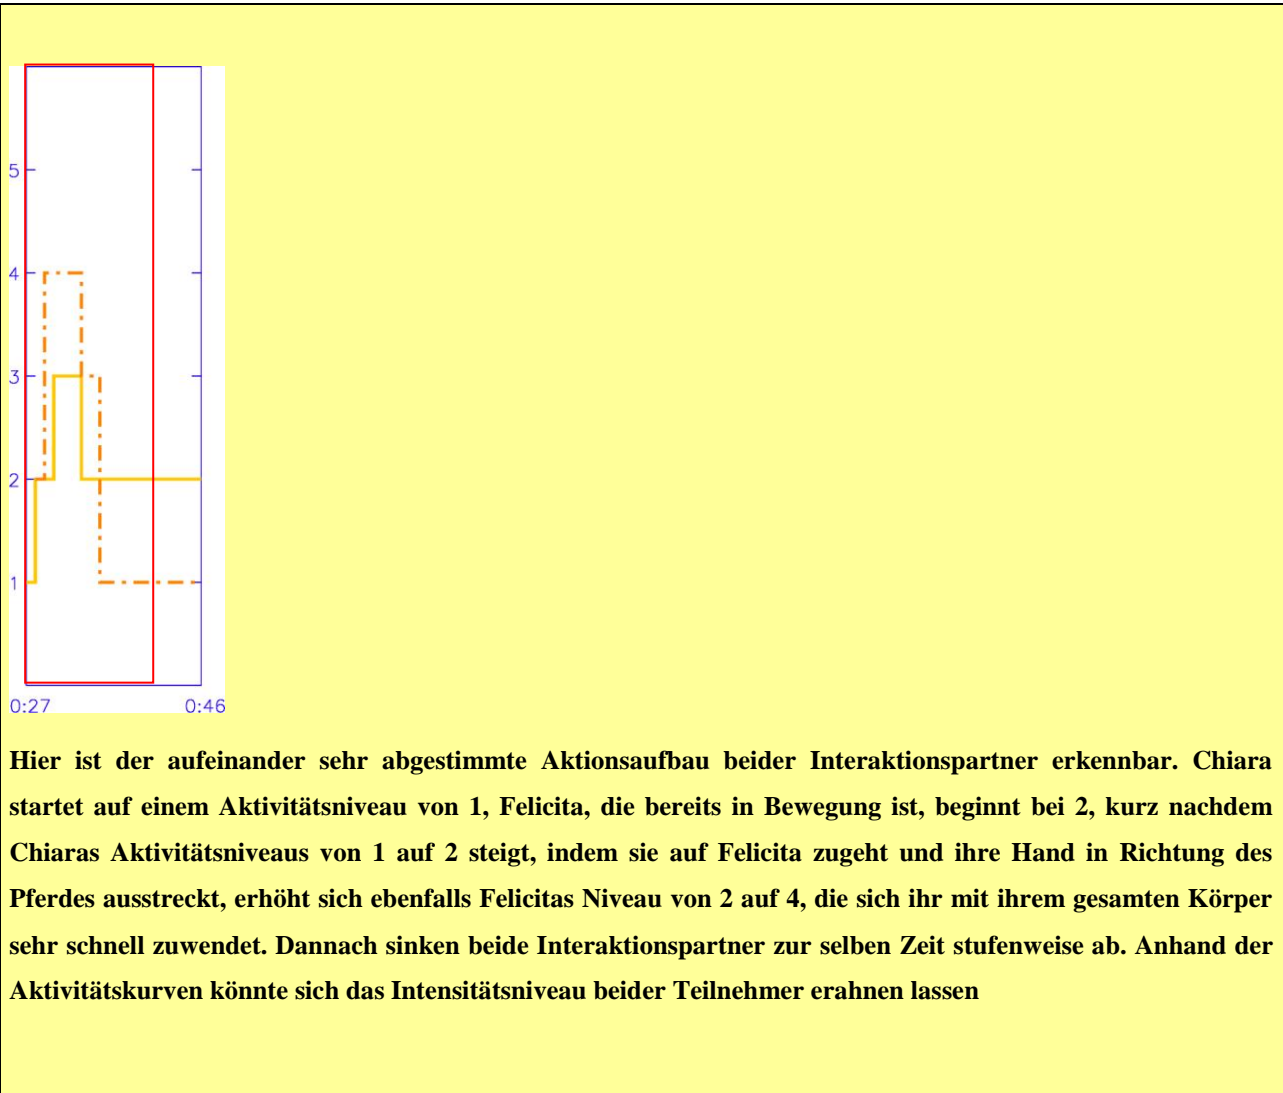 5
4
3
2
1
0:27 0:46
Hier ist der aufeinander sehr abgestimmte Aktionsaufbau beider Interaktionspartner erkennbar. Chiara
startet auf einem Aktivitätsniveau von 1, Felicita, die bereits in Bewegung ist, beginnt bei 2, kurz nachdem
Chiaras Aktivitätsniveaus von 1 auf 2 steigt, indem sie auf Felicita zugeht und ihre Hand in Richtung des
Pferdes ausstreckt, erhöht sich ebenfalls Felicitas Niveau von 2 auf 4, die sich ihr mit ihrem gesamten Körper
sehr schnell zuwendet. Dannach sinken beide Interaktionspartner zur selben Zeit stufenweise ab. Anhand der
Aktivitätskurven könnte sich das Intensitätsniveau beider Teilnehmer erahnen lassen